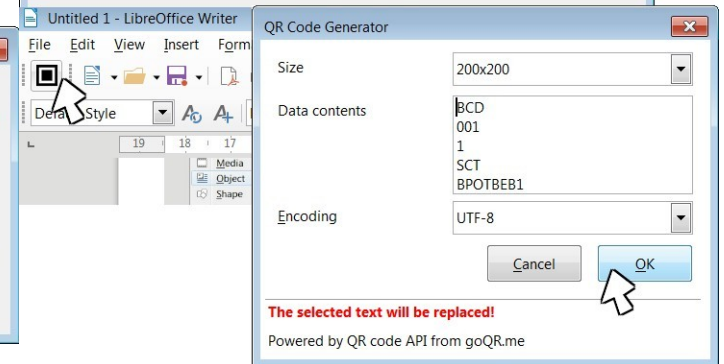 Untitled 1 - LibreOffice Writer
File Edit View Insert Form
Style
19 18 17
Media
Object
Shape
QR Code Generator
Size
200x200
Data contents
BCD
001
1
SCT
BPOTBEB1
Encoding
UTF-8
Cancel
OK
The selected text will be replaced!
Powered by QR code API from goQR.me